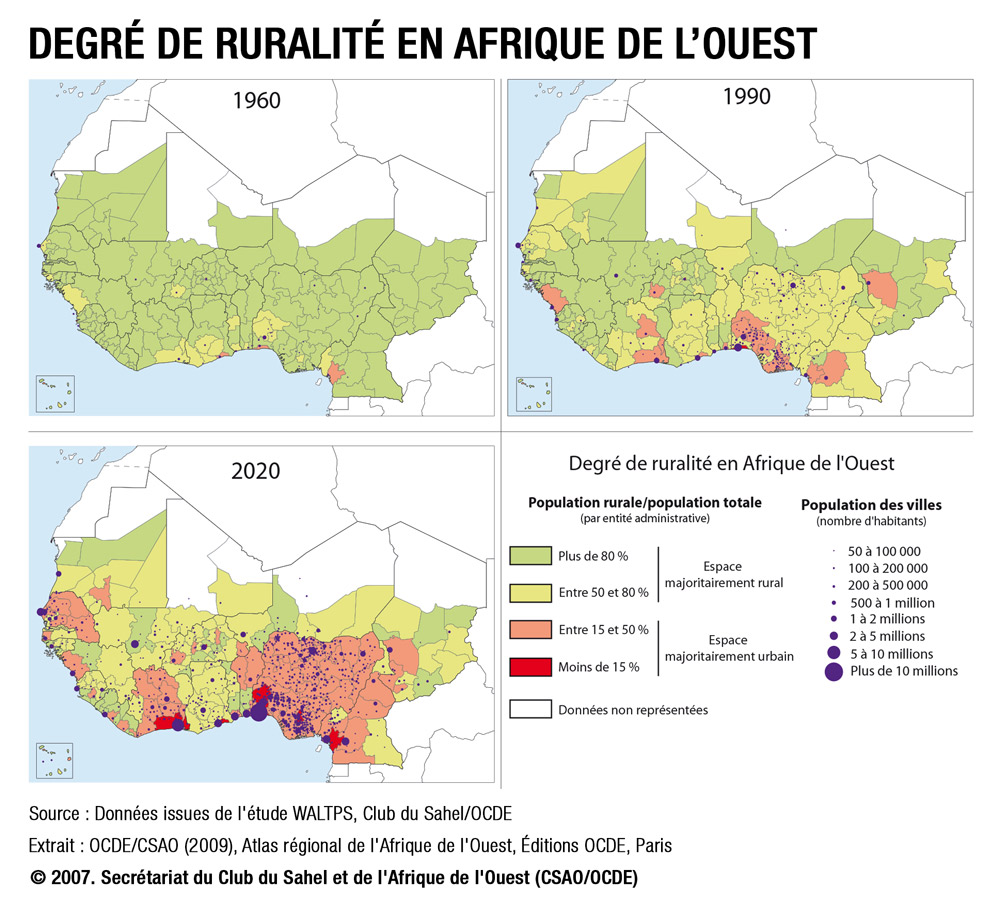 DEGRÉ DE RURALITÉ EN AFRIQUE DE L’OUEST
1960
1990
2020
Degré de ruralité en Afrique de l'Ouest
Population rurale/population totale
(par entité administrative)
Plus de 80 %
Entre 50 et 80 %
Espace
majoritairement rural
Entre 15 et 50 %
Moins de 15 %
Espace
majoritairement urbain
Données non représentées
Population des villes
(nombre d'habitants)
50 à 100 000
100 à 200 000
200 à 500 000
500 à 1 million
1 à 2 millions
2 à 5 millions
5 à 10 millions
Plus de 10 millions
Source : Données issues de l'étude WALTPS, Club du Sahel/OCDE
Extrait : OCDE/CSAO (2009), Atlas régional de l'Afrique de l'Ouest, Éditions OCDE, Paris
© 2007. Secrétariat du Club du Sahel et de l'Afrique de l'Ouest (CSAO/OCDE)